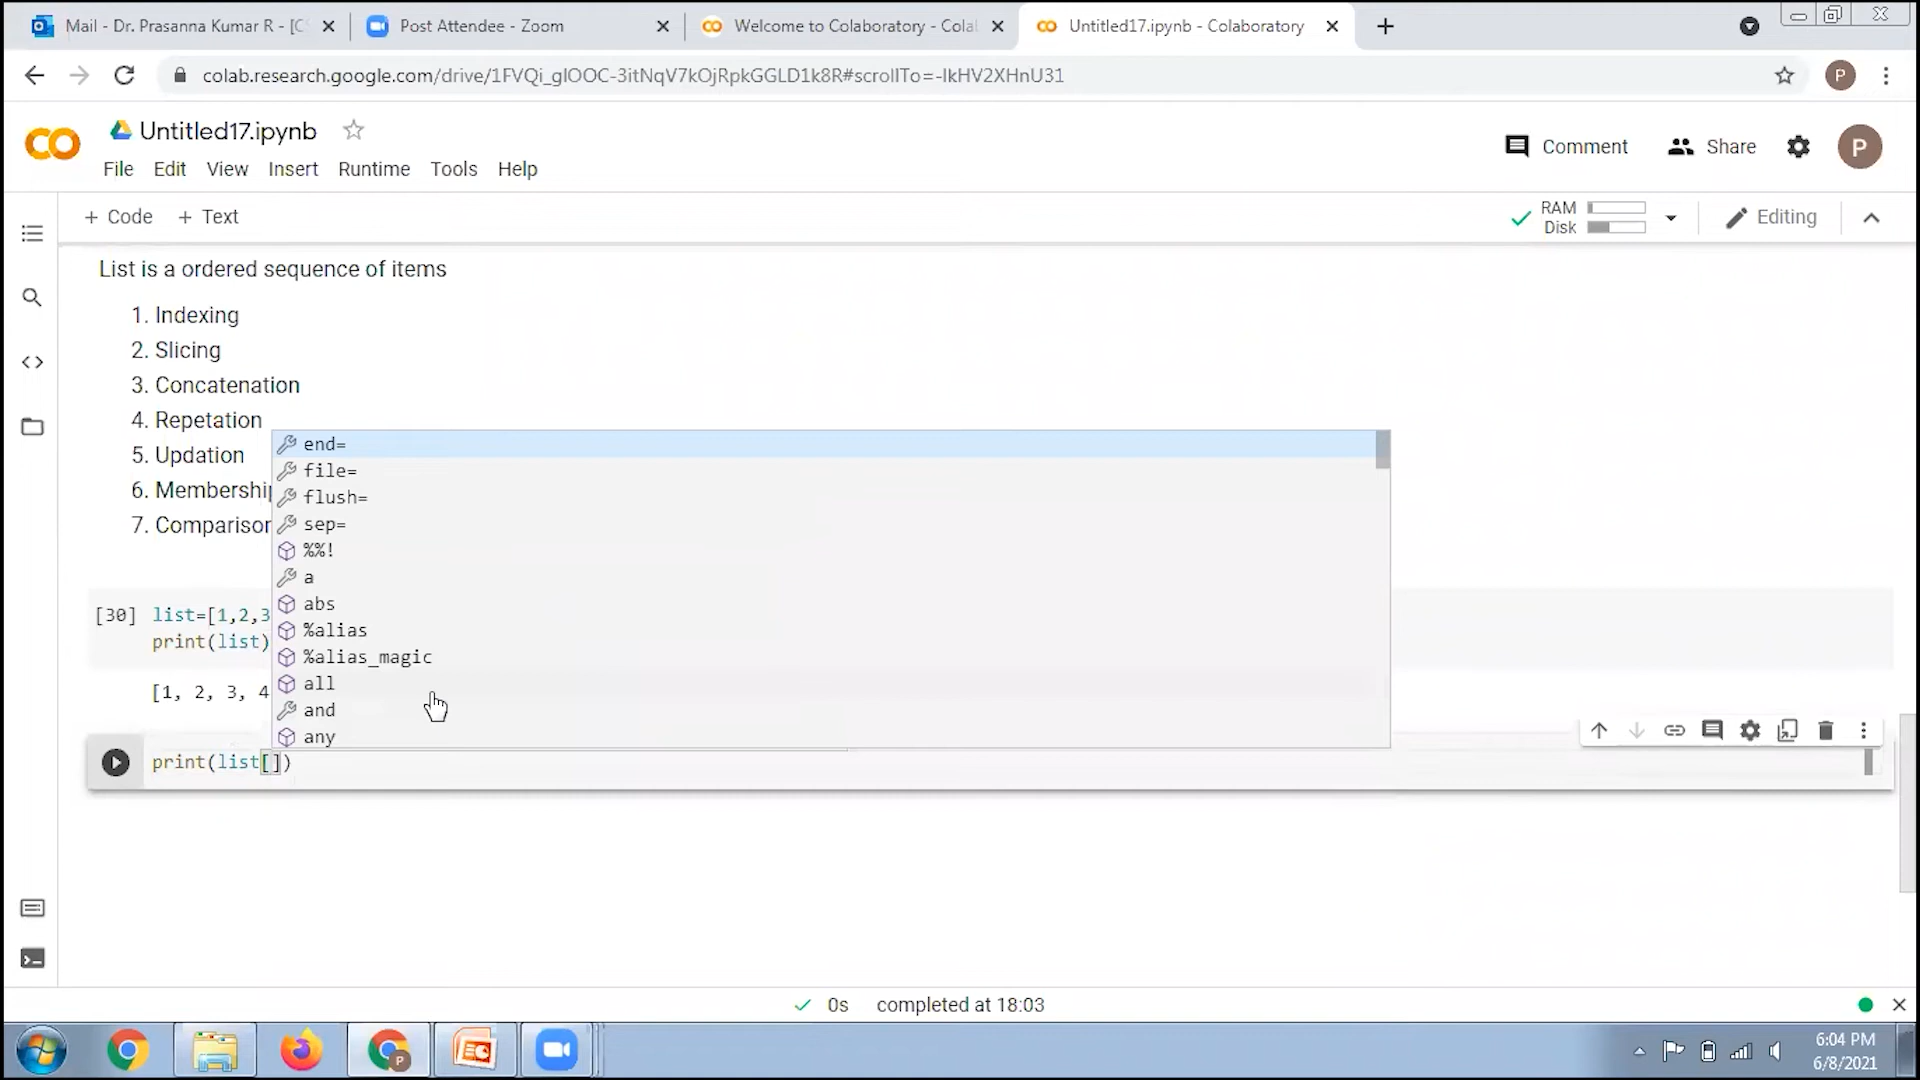 Mail - Dr. Prasanna Kumar R - [C
Post Attendee - Zoom
Welcome to Colaboratory - Cola
Untitled17.ipynb - Colaboratory
colab.research.google.com/drive/1FVQi_gIOOC-3itNqV7kOjRpkGGLD1k8R#scrollTo=-IkHV2XHnU31
P
CO
Untitled17.ipynb
Comment
Share
P
File Edit View Insert Runtime Tools Help
+ Code + Text
RAM
Disk
Editing
List is a ordered sequence of items
1. Indexing
2. Slicing
3. Concatenation
4. Repetation
5. Updation
6. Membership
7. Comparison
end=
file=
flush=
sep=
%%!
a
abs
%alias
%alias_magic
all
and
any
[30] list=[1,2,3
print(list)
[1, 2, 3, 4
print(list[])
0s completed at 18:03
P
6:04 PM
6/8/2021